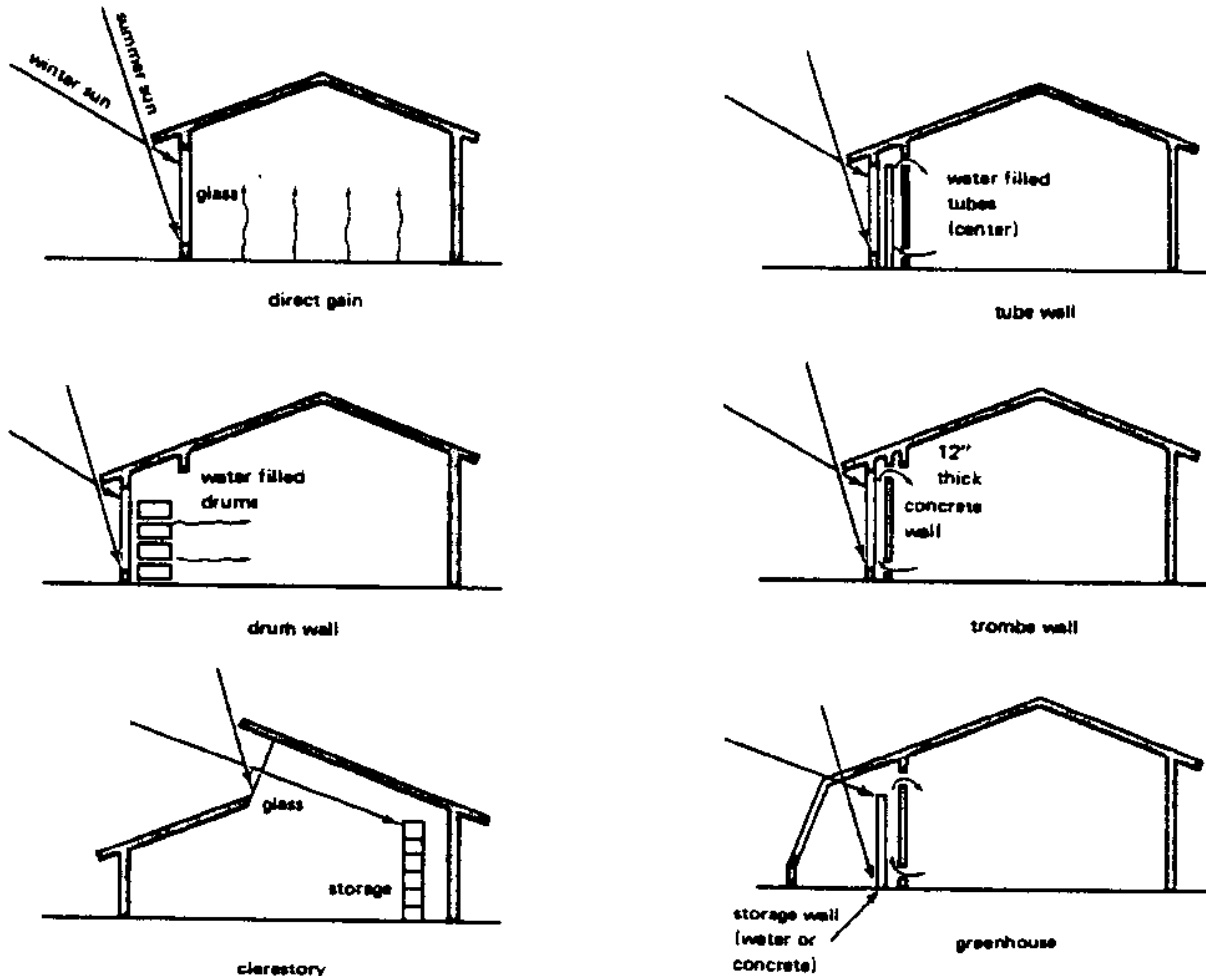 summer sun
winter sun
glass
direct gain
water filled
tubes
(center)
tube wall
water filled
drums
drum wall
12"
thick
concrete
wall
trombe wall
glass
storage
clerestory
storage wall
(water or
concrete)
greenhouse